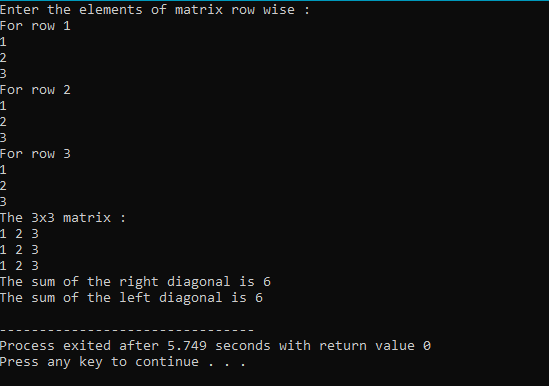 Enter the elements of matrix row wise :
For row 1
1
2
3
For row 2
1
2
3
For row 3
1
2
3
The 3x3 matrix :
1 2 3
1 2 3
1 2 3
The sum of the right diagonal is 6
The sum of the left diagonal is 6
--------------------------------
Process exited after 5.749 seconds with return value 0
Press any key to continue . . .